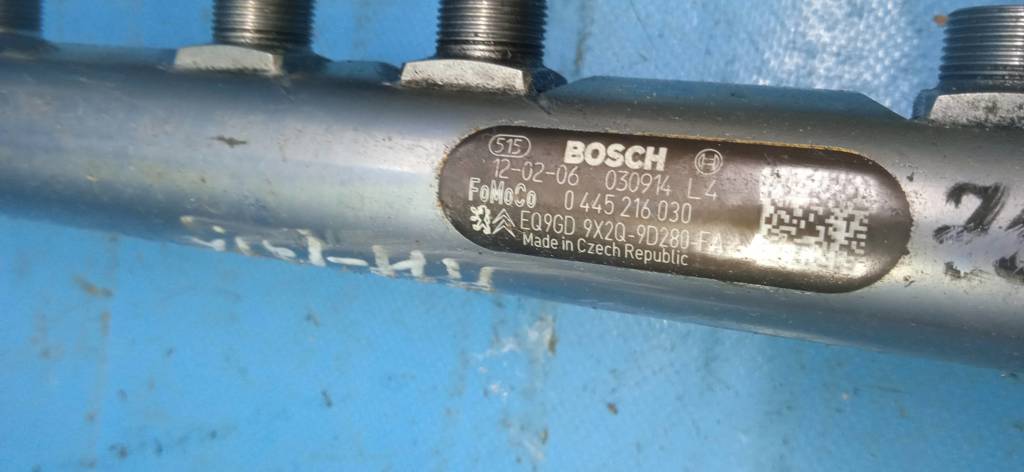 515 BOSCH
12-02-06 030914 L4
FoMoCo 0 445 216 030
EQ9GD 9X2Q-9D280-FA
Made in Czech Republic